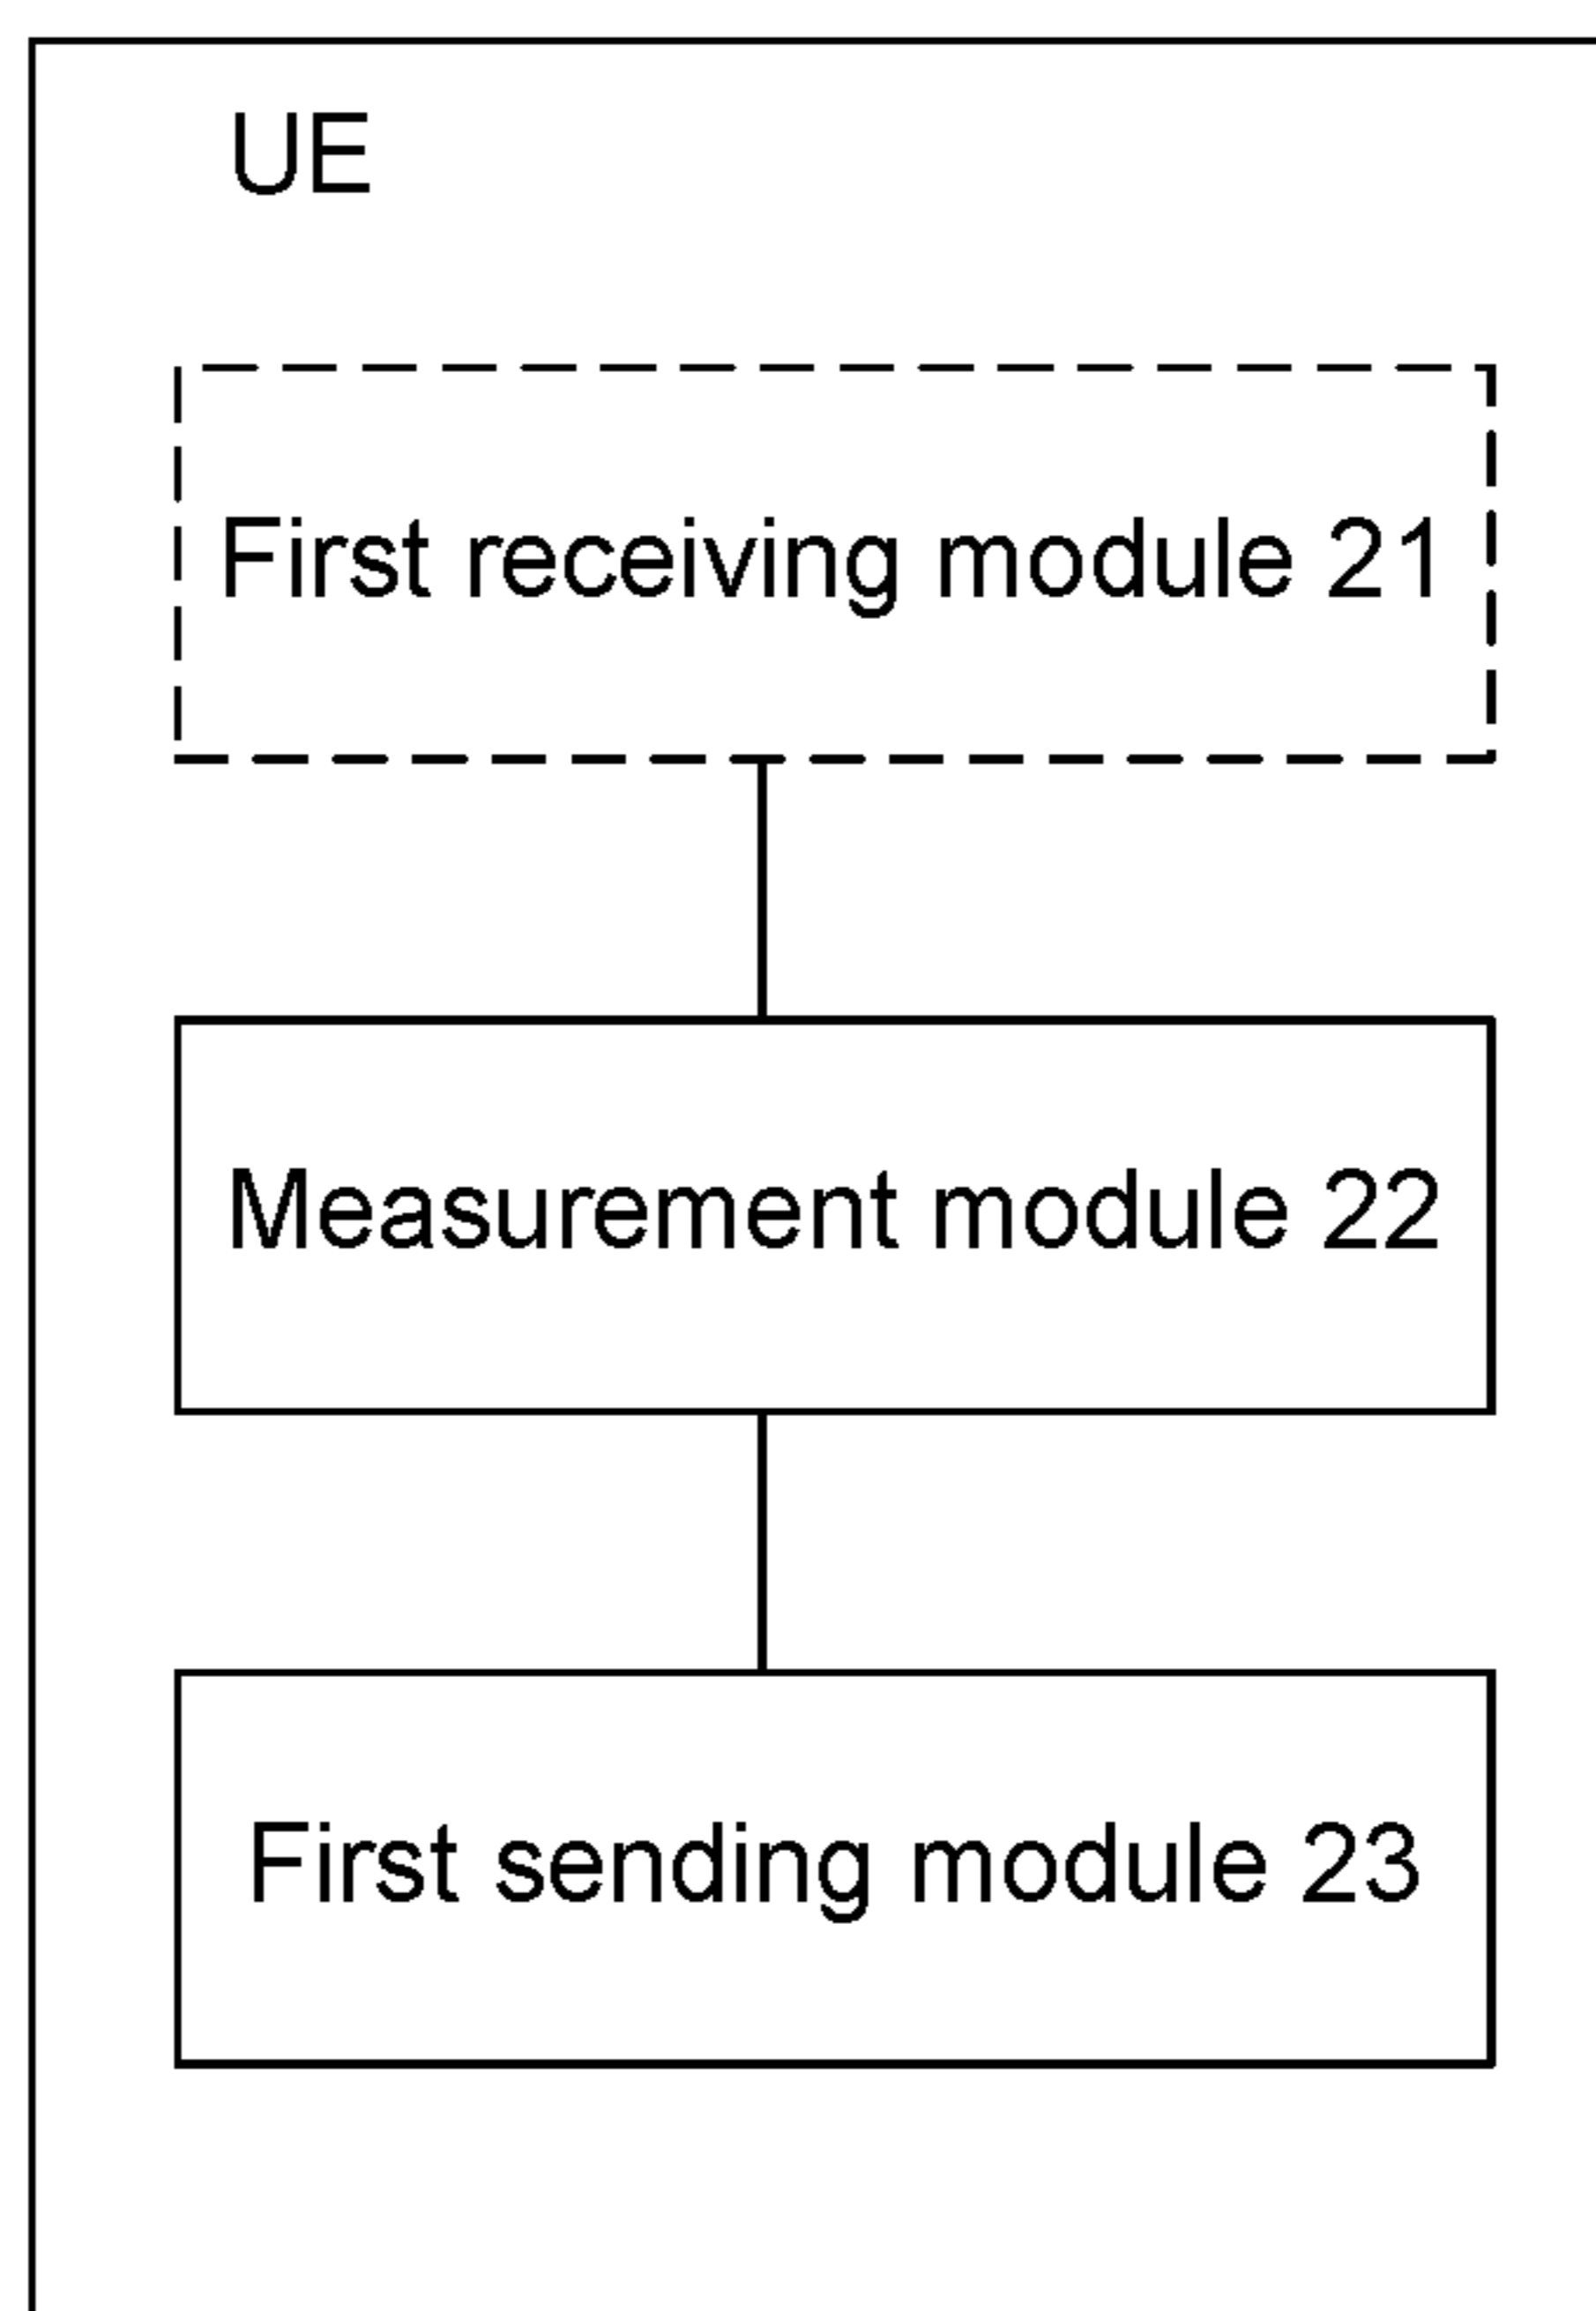 UE
First receiving module 21
Measurement module 22
First sending module 23